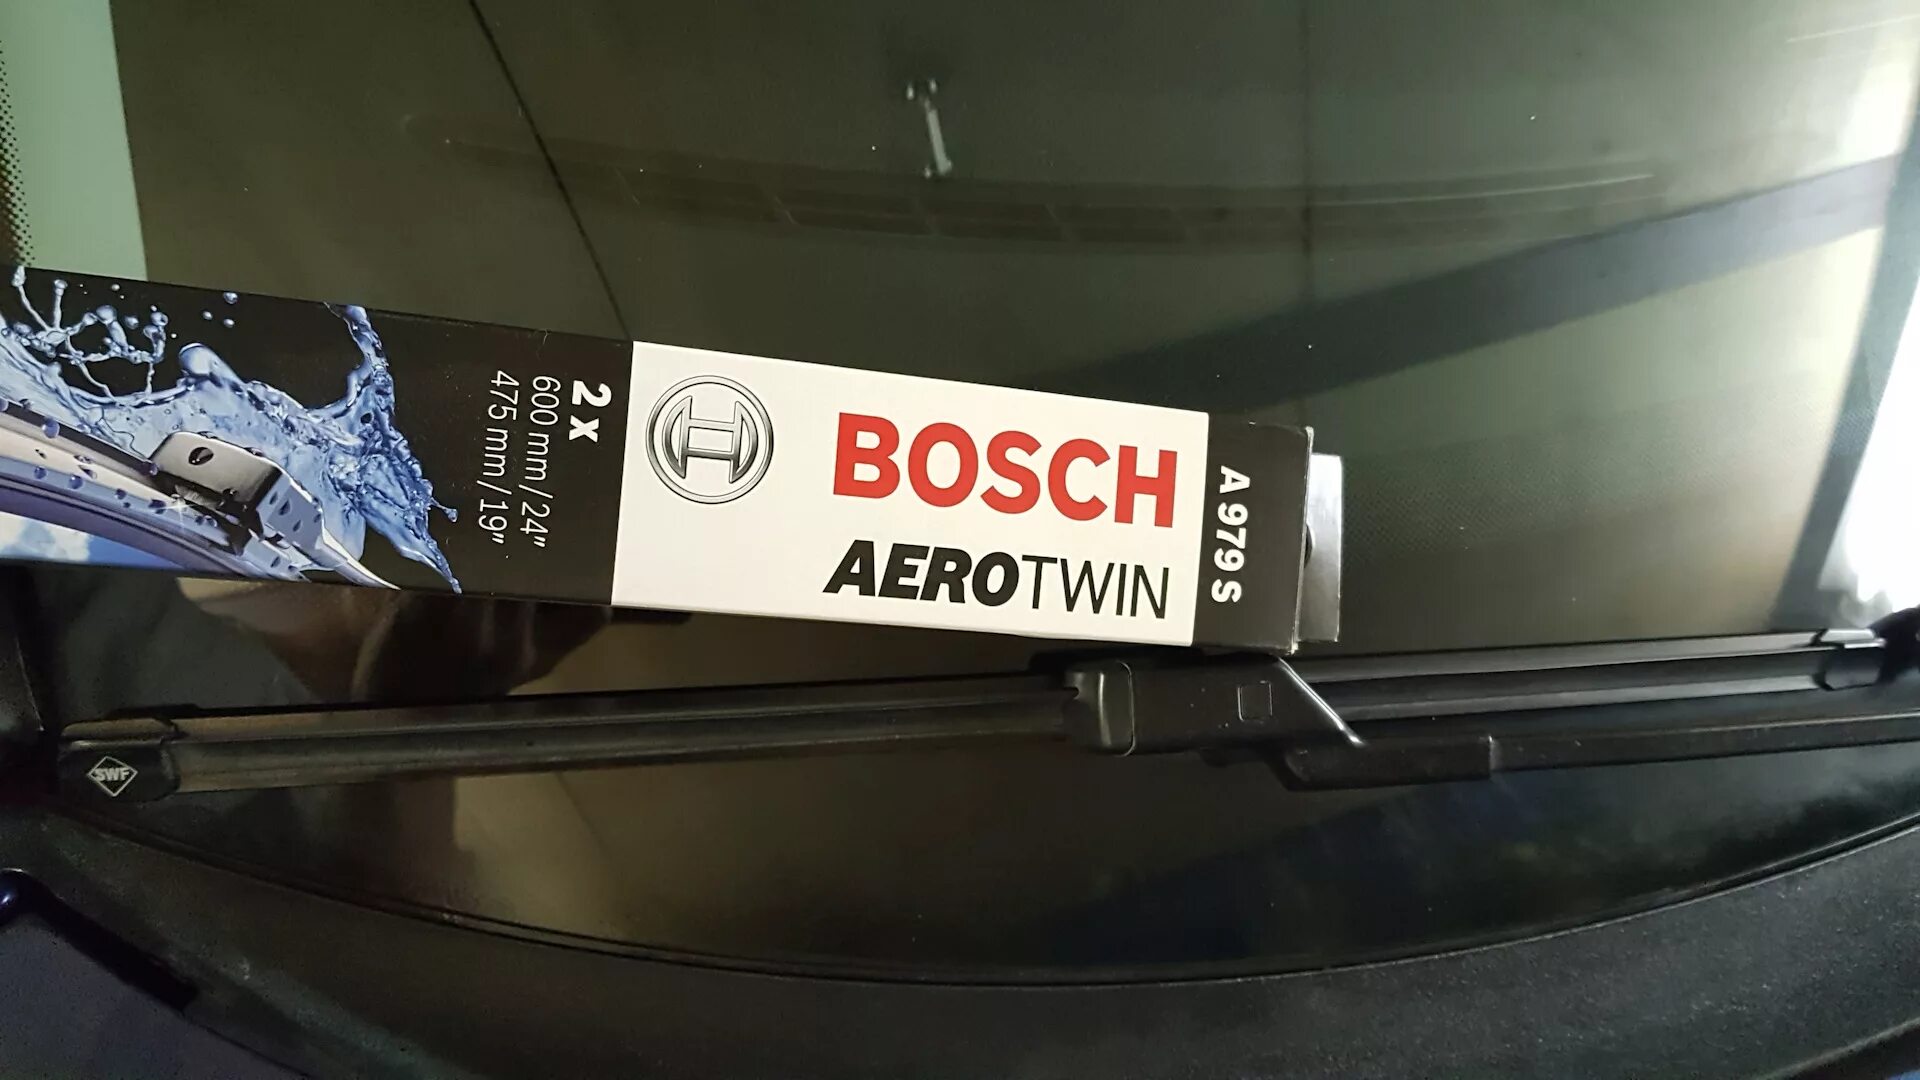 2 x
600 mm/24"
475 mm/19"
BOSCH
AEROTWIN
A 979 S
SWF